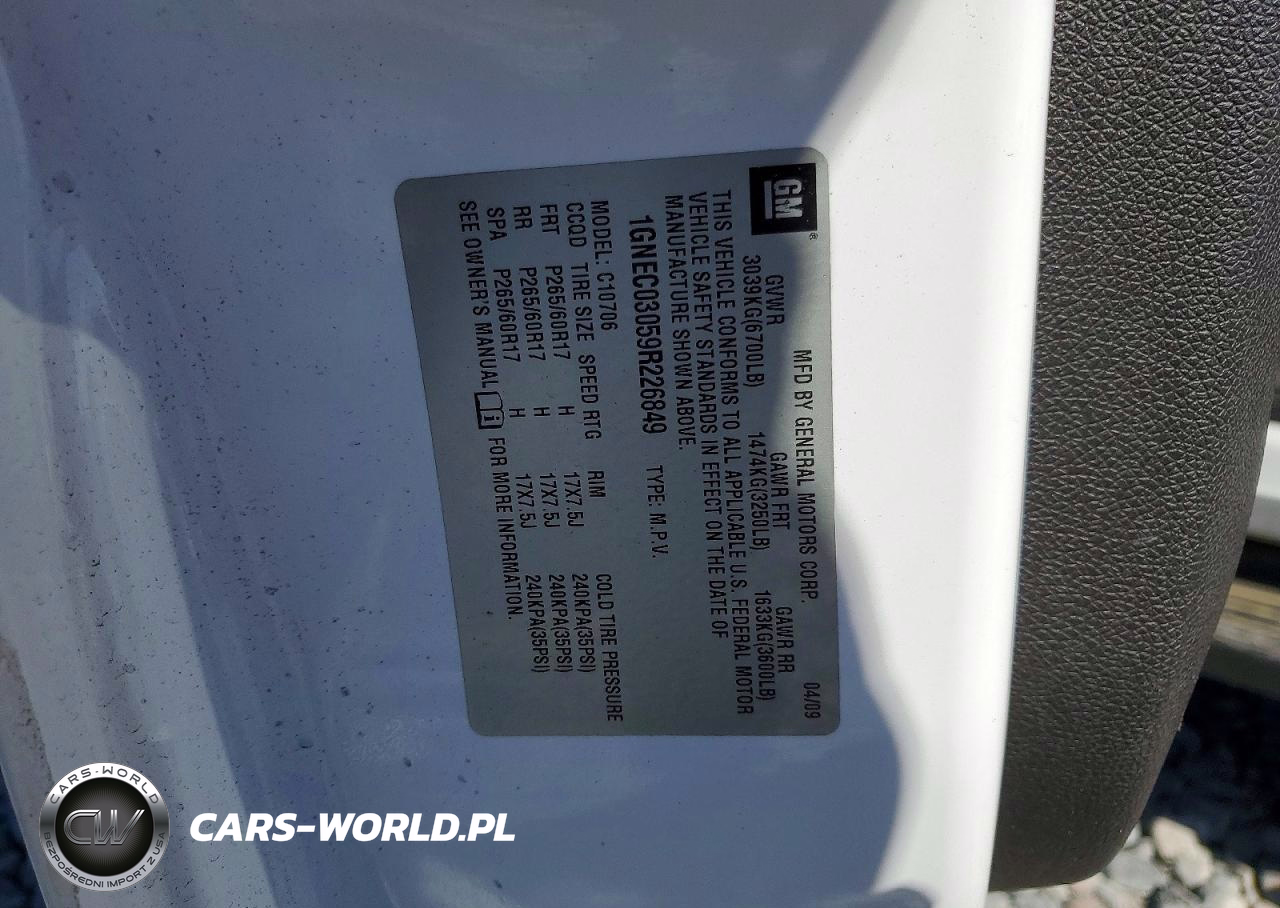 GM®
MFD BY GENERAL MOTORS CORP. 04/09
GVWR GAWR FRT GAWR RR
3039KG(6700LB) 1474KG(3250LB) 1633KG(3600LB)
THIS VEHICLE CONFORMS TO ALL APPLICABLE U.S. FEDERAL MOTOR
VEHICLE SAFETY STANDARDS IN EFFECT ON THE DATE OF
MANUFACTURE SHOWN ABOVE.
1GNEC03059R226849 TYPE: M.P.V.
MODEL: C10706
CCQD TIRE SIZE SPEED RTG RIM COLD TIRE PRESSURE
FRT P265/60R17 H 17X7.5J 240KPA(35PSI)
RR P265/60R17 H 17X7.5J 240KPA(35PSI)
SPA P265/60R17 H 17X7.5J 240KPA(35PSI)
SEE OWNER'S MANUAL FOR MORE INFORMATION.
CARS-WORLD
CW
BEZPOŚREDNI IMPORT Z USA
CARS-WORLD.PL